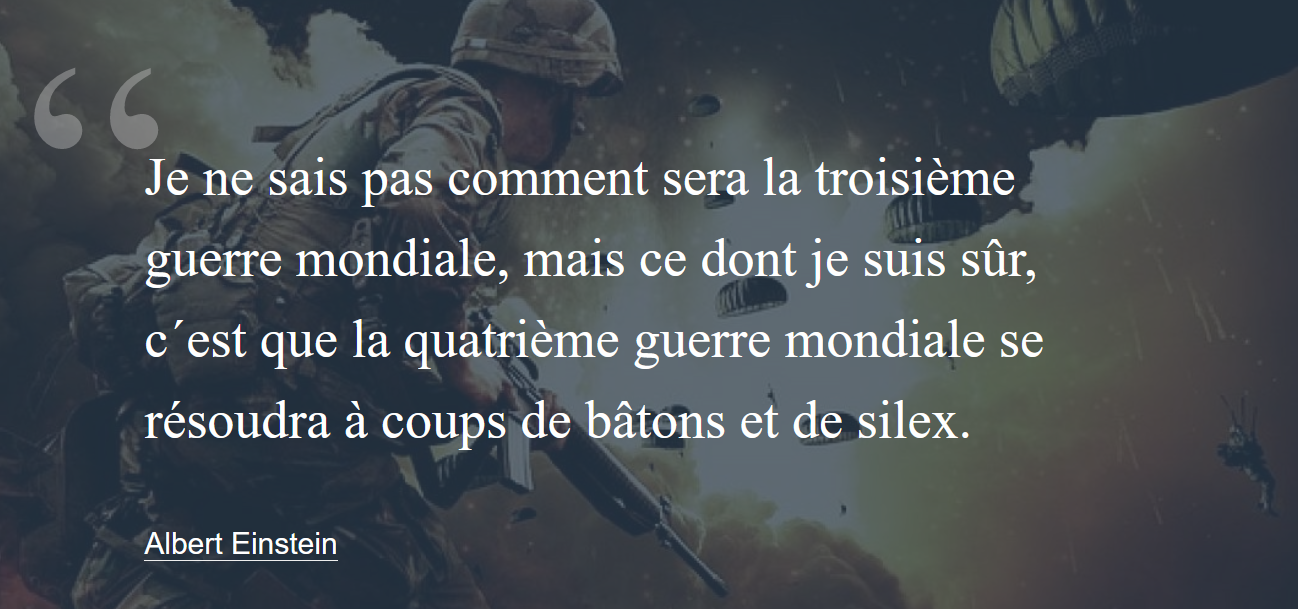 “
Je ne sais pas comment sera la troisième
guerre mondiale, mais ce dont je suis sûr,
c´est que la quatrième guerre mondiale se
résoudra à coups de bâtons et de silex.
Albert Einstein